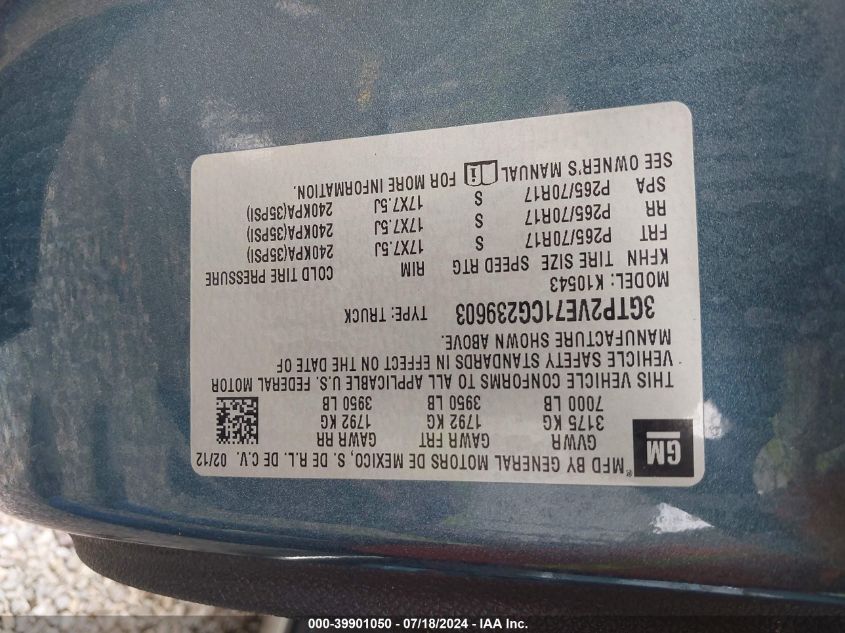 MFD BY GENERAL MOTORS DE MEXICO, S. DE R.L. DE C.V. 02/12
GM®
GVWR GAWR FRT GAWR RR
3175 KG 1792 KG 1792 KG
7000 LB 3950 LB 3950 LB
THIS VEHICLE CONFORMS TO ALL APPLICABLE U.S. FEDERAL MOTOR
VEHICLE SAFETY STANDARDS IN EFFECT ON THE DATE OF
MANUFACTURE SHOWN ABOVE.
3GTP2VE71CG239603 TYPE: TRUCK
MODEL: K10543
KFHN TIRE SIZE SPEED RTG RIM COLD TIRE PRESSURE
FRT P265/70R17 S 17X7.5J 240KPA(35PSI)
RR P265/70R17 S 17X7.5J 240KPA(35PSI)
SPA P265/70R17 S 17X7.5J 240KPA(35PSI)
SEE OWNER'S MANUAL FOR MORE INFORMATION.
000-39901050 - 07/18/2024 - IAA Inc.